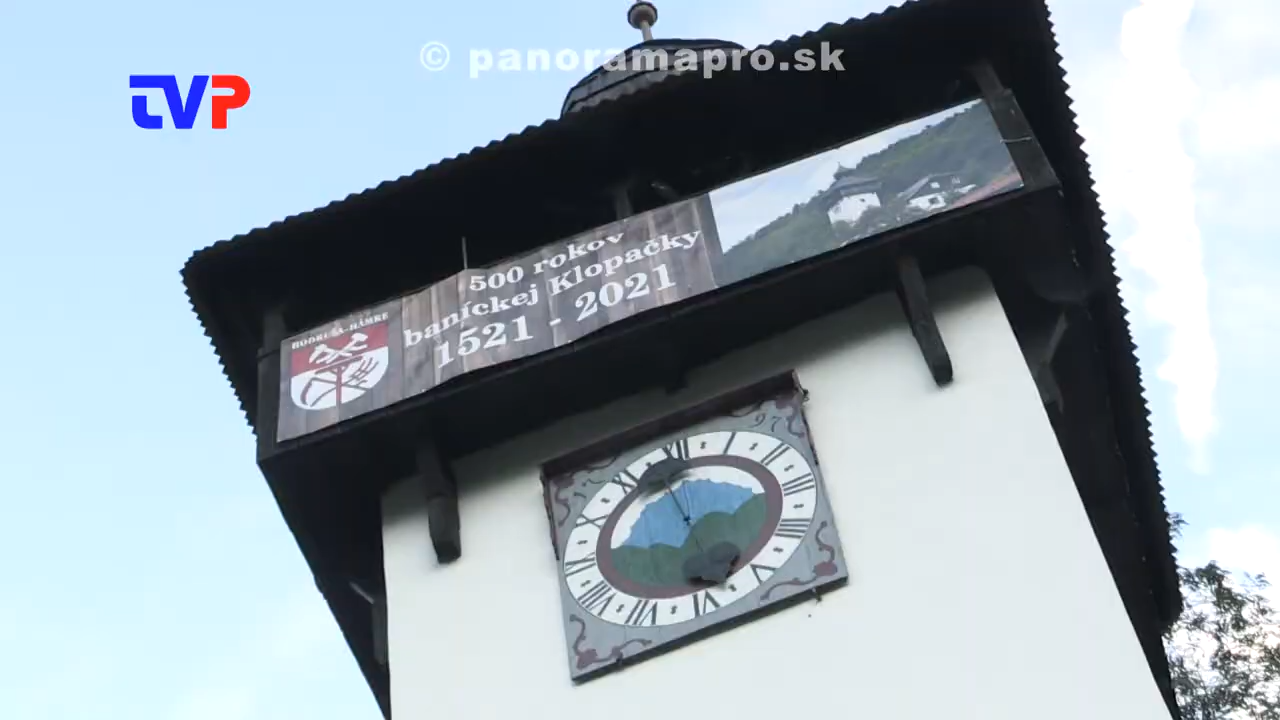 © panoramapro.sk
TVP
HODRUŠA-HÁMRE
500 rokov
baníckej Klopačky
1521 - 2021